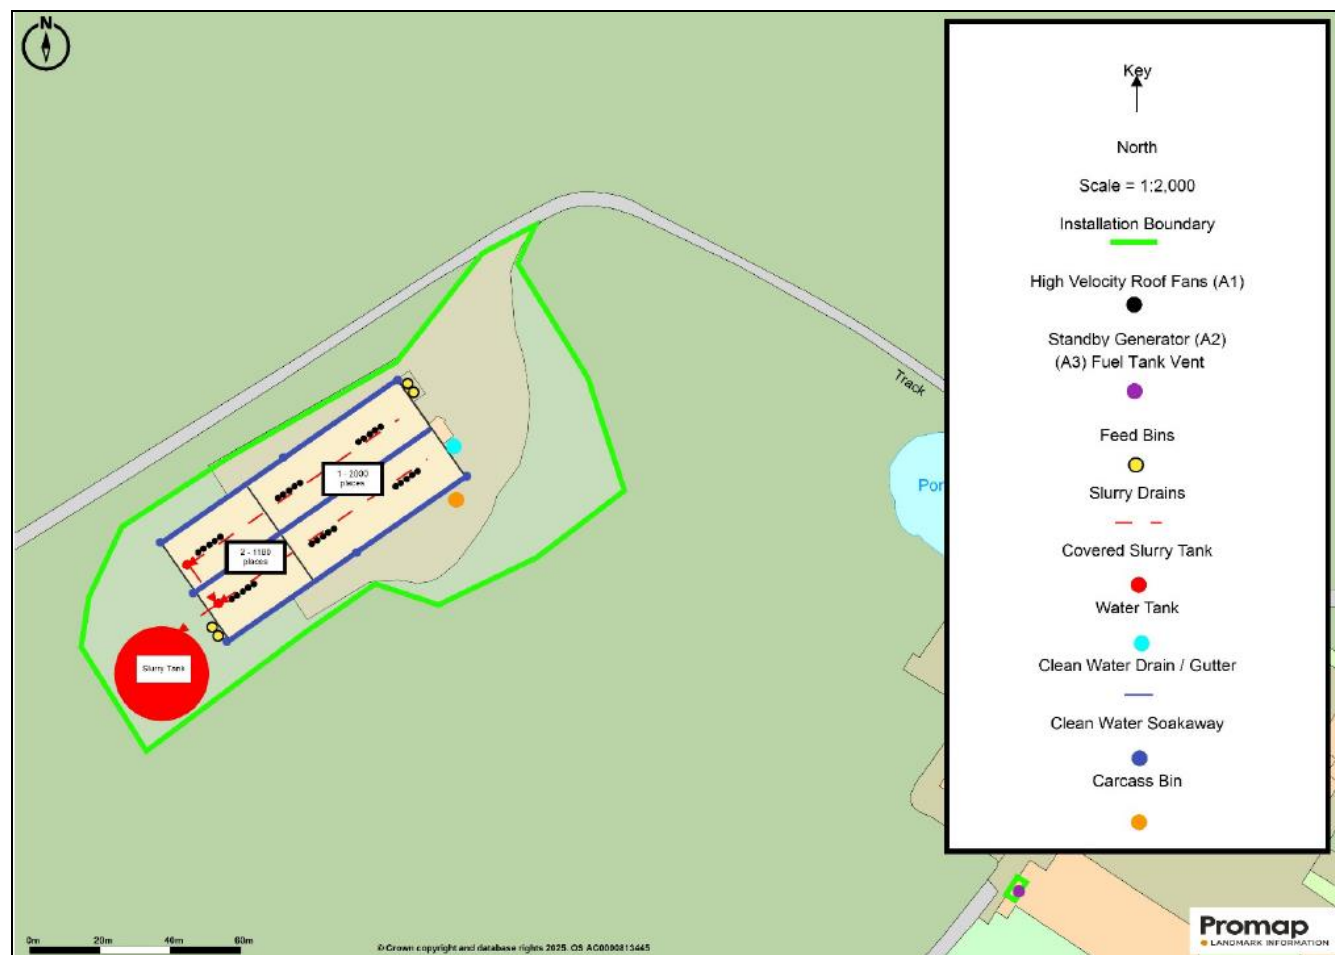 N
Key
North
Scale = 1:2,000
Installation Boundary
High Velocity Roof Fans (A1)
Standby Generator (A2)
(A3) Fuel Tank Vent
Feed Bins
Slurry Drains
Covered Slurry Tank
Water Tank
Clean Water Drain / Gutter
Clean Water Soakaway
Carcass Bin
Track
Por
1 - 2000
places
places
Slurry Tank
0m 20m 40m 60m
© Crown copyright and database rights 2025. OS AC0000813445
Promap
LANDMARK INFORMATION